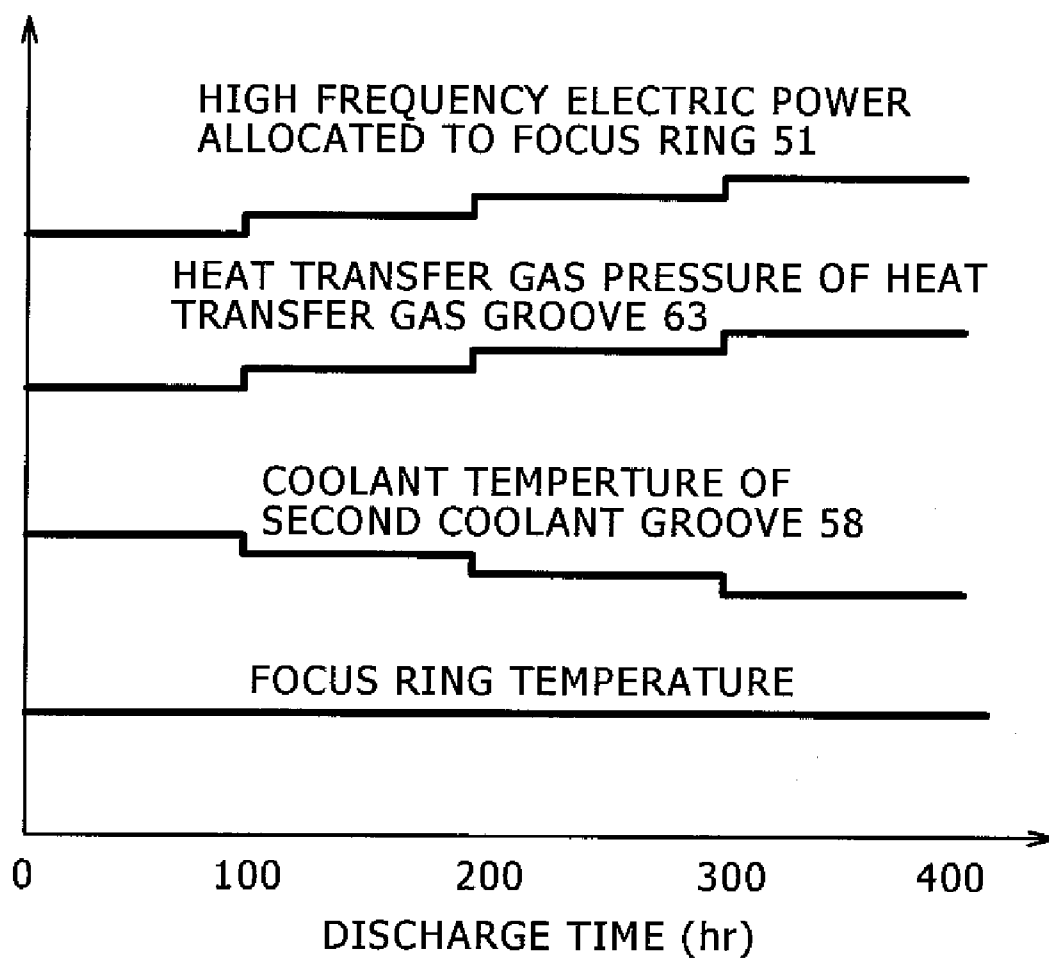 HIGH FREQUENCY ELECTRIC POWER
ALLOCATED TO FOCUS RING 51
HEAT TRANSFER GAS PRESSURE OF HEAT
TRANSFER GAS GROOVE 63
COOLANT TEMPERTURE OF
SECOND COOLANT GROOVE 58
FOCUS RING TEMPERATURE
0 100 200 300 400
DISCHARGE TIME (hr)